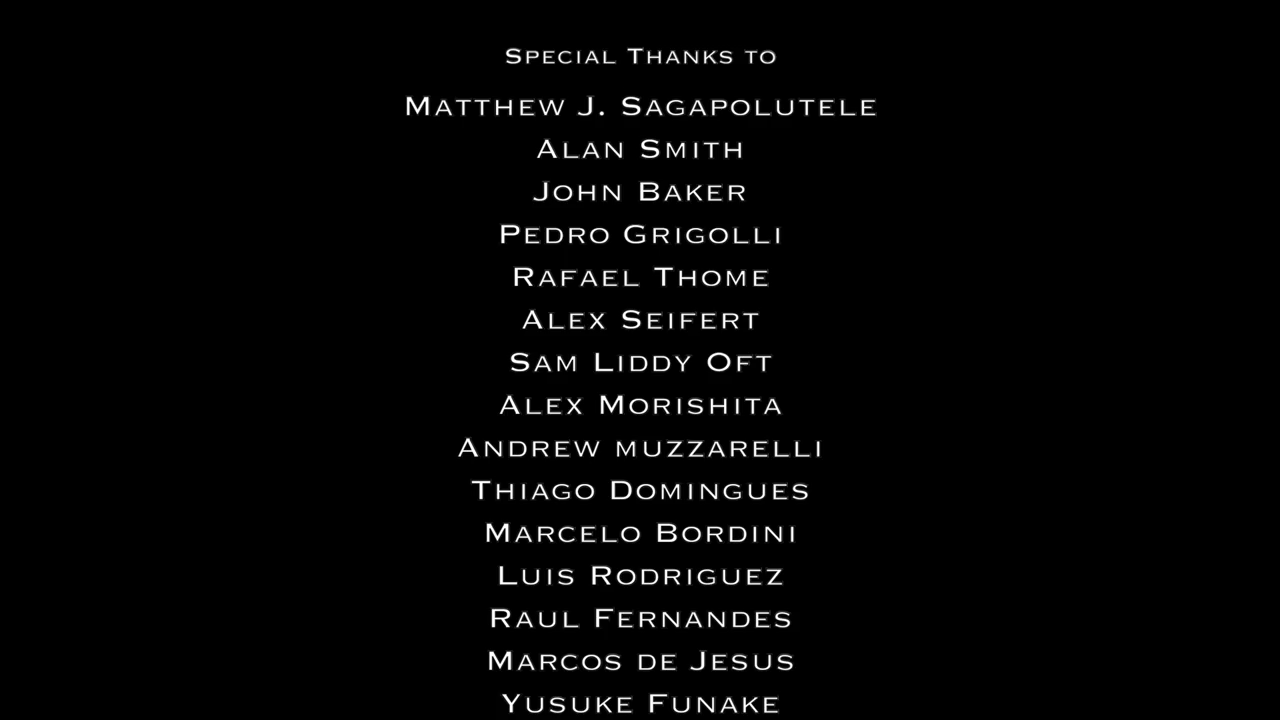 Special Thanks to
Matthew J. Sagapolutele
Alan Smith
John Baker
Pedro Grigolli
Rafael Thome
Alex Seifert
Sam Liddy Oft
Alex Morishita
Andrew muzzarelli
Thiago Domingues
Marcelo Bordini
Luis Rodriguez
Raul Fernandes
Marcos de Jesus
Yusuke Funake